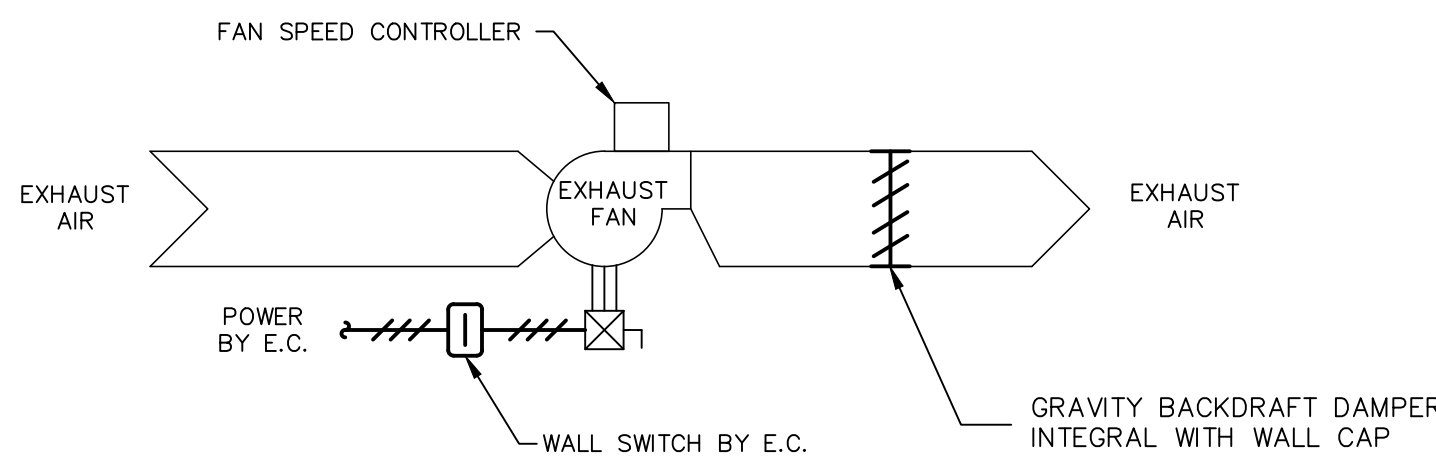 FAN SPEED CONTROLLER
EXHAUST
AIR
EXHAUST
FAN
EXHAUST
AIR
POWER
BY E.C.
WALL SWITCH BY E.C.
GRAVITY BACKDRAFT DAMPER
INTEGRAL WITH WALL CAP